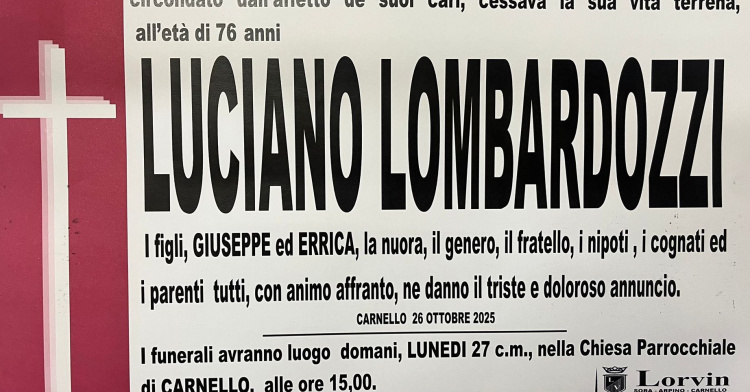 circondato dall'affetto de' suoi cari, cessava la sua vita terrena,
all'età di 76 anni
LUCIANO LOMBARDOZZI
I figli, GIUSEPPE ed ERRICA, la nuora, il genero, il fratello, i nipoti , i cognati ed
i parenti tutti, con animo affranto, ne danno il triste e doloroso annuncio.
CARNELLO 26 OTTOBRE 2025
I funerali avranno luogo domani, LUNEDI 27 c.m., nella Chiesa Parrocchiale
di CARNELLO, alle ore 15,00.
Lorvin
SORA - ARPINO - CARNELLO